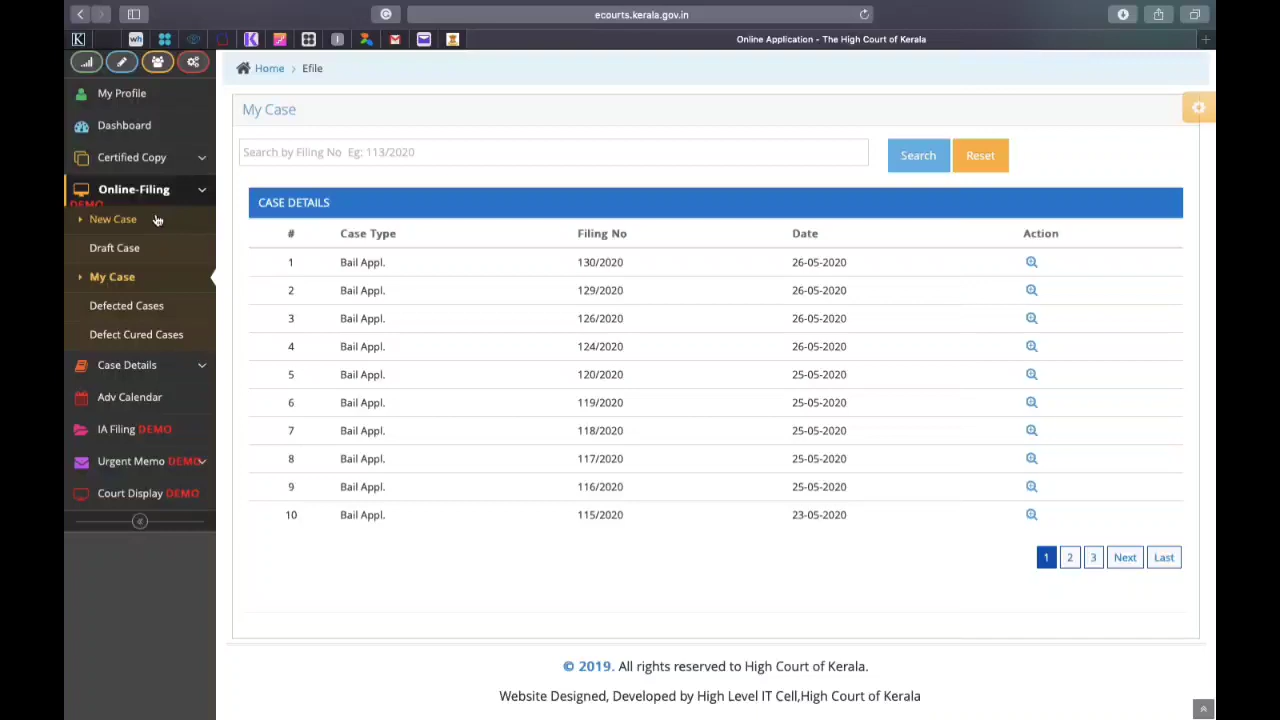 ecourts.kerala.gov.in
Online Application - The High Court of Kerala
My Profile
Dashboard
Certified Copy
Online-Filing
DEMO
New Case
Draft Case
My Case
Defected Cases
Defect Cured Cases
Case Details
Adv Calendar
IA Filing DEMO
Urgent Memo DEMO
Court Display DEMO
Home › Efile
My Case
Search by Filing No Eg: 113/2020
Search
Reset
CASE DETAILS
# Case Type Filing No Date Action
1 Bail Appl. 130/2020 26-05-2020
2 Bail Appl. 129/2020 26-05-2020
3 Bail Appl. 126/2020 26-05-2020
4 Bail Appl. 124/2020 26-05-2020
5 Bail Appl. 120/2020 25-05-2020
6 Bail Appl. 119/2020 25-05-2020
7 Bail Appl. 118/2020 25-05-2020
8 Bail Appl. 117/2020 25-05-2020
9 Bail Appl. 116/2020 25-05-2020
10 Bail Appl. 115/2020 23-05-2020
1 2 3 Next Last
© 2019. All rights reserved to High Court of Kerala.
Website Designed, Developed by High Level IT Cell,High Court of Kerala